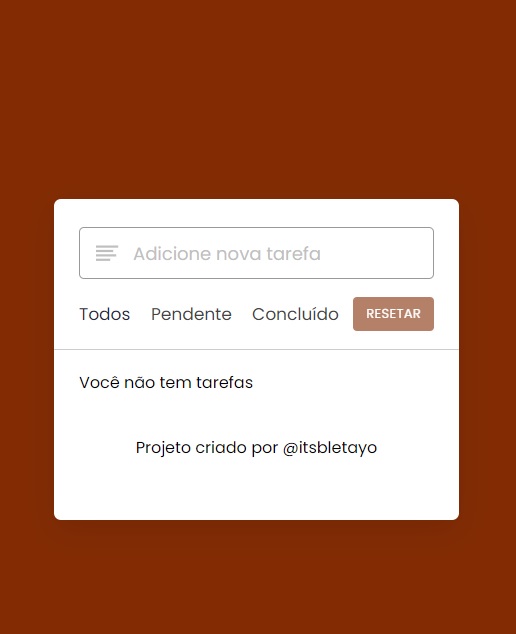 Adicione nova tarefa
Todos Pendente Concluído RESETAR
Você não tem tarefas
Projeto criado por @itsbletayo